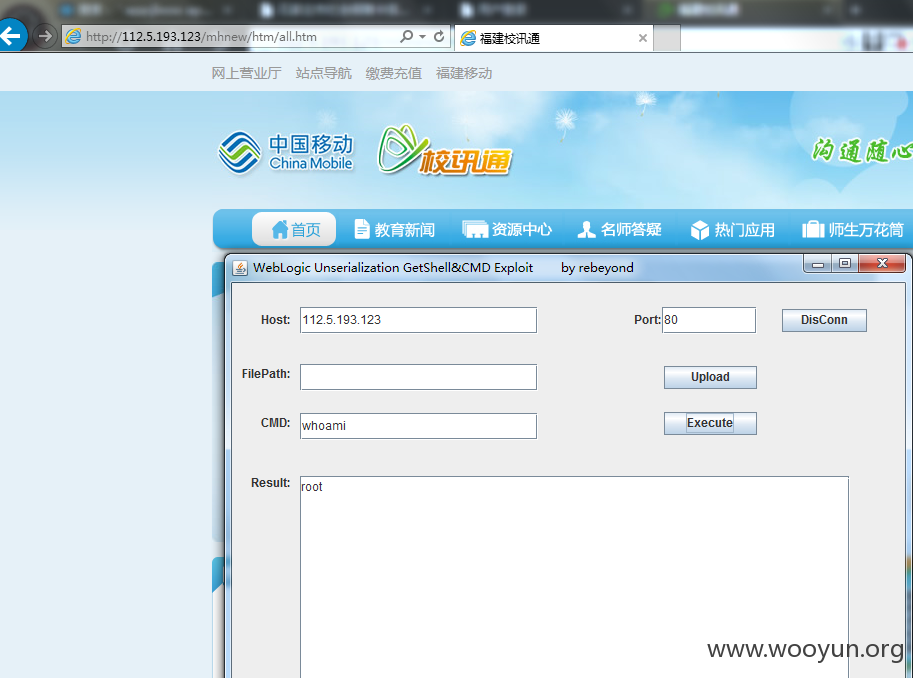 http://112.5.193.123/mhnew/htm/all.htm
福建校讯通
网上营业厅 站点导航 缴费充值 福建移动
中国移动
China Mobile
校讯通
沟通随心
首页 教育新闻 资源中心 名师答疑 热门应用 师生万花筒
WebLogic Unserialization GetShell&CMD Exploit by rebeyond
Host: 112.5.193.123 Port: 80 DisConn
FilePath: Upload
CMD: whoami Execute
Result: root
www.wooyun.org